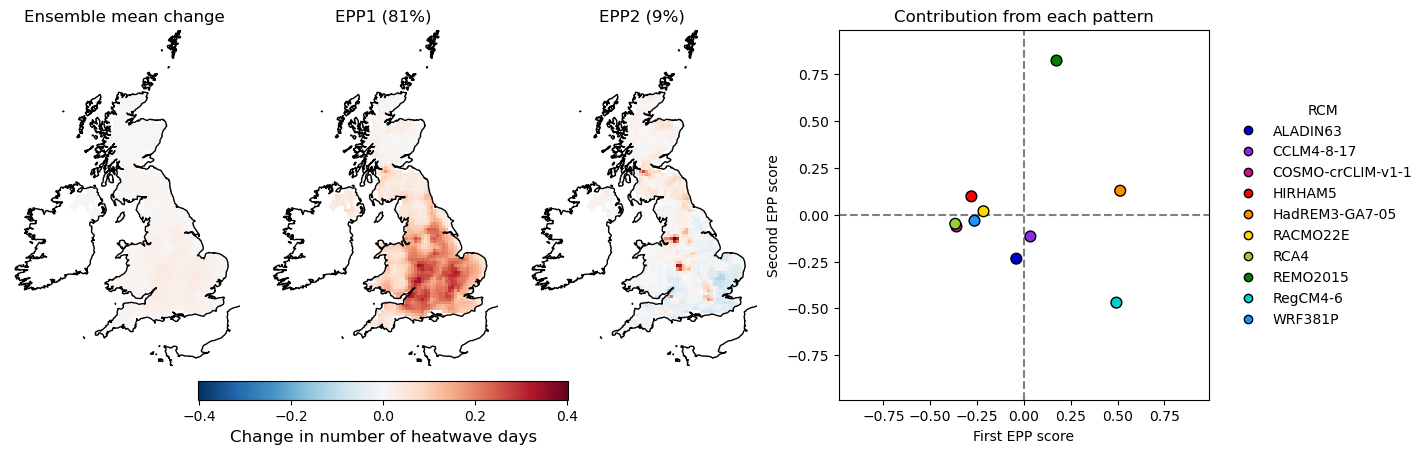 Ensemble mean change
EPP1 (81%)
EPP2 (9%)
−0.4 −0.2 0.0 0.2 0.4
Change in number of heatwave days
Contribution from each pattern
Second EPP score
0.75
0.50
0.25
0.00
−0.25
−0.50
−0.75
−0.75 −0.50 −0.25 0.00 0.25 0.50 0.75
First EPP score
RCM
ALADIN63
CCLM4-8-17
COSMO-crCLIM-v1-1
HIRHAM5
HadREM3-GA7-05
RACMO22E
RCA4
REMO2015
RegCM4-6
WRF381P